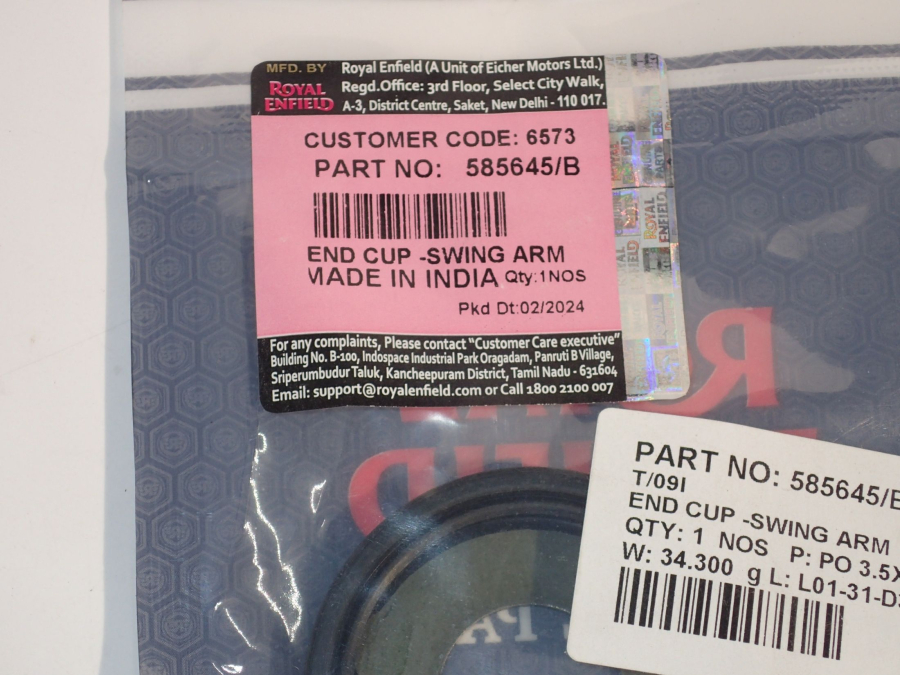 MFD. BY
ROYAL
ENFIELD
Royal Enfield (A Unit of Eicher Motors Ltd.)
Regd.Office: 3rd Floor, Select City Walk,
A-3, District Centre, Saket, New Delhi - 110 017.
CUSTOMER CODE: 6573
PART NO: 585645/B
END CUP -SWING ARM
MADE IN INDIA Qty:1NOS
Pkd Dt:02/2024
For any complaints, Please contact "Customer Care executive"
Building No. B-100, Indospace Industrial Park Oragadam, Panruti B Village,
Sriperumbudur Taluk, Kancheepuram District, Tamil Nadu - 631604
Email: support@royalenfield.com or Call 1800 2100 007
ROYAL
ENFIELD
PART NO: 585645/B
T/09I
END CUP -SWING ARM
QTY: 1 NOS P: PO 3.5X
W: 34.300 g L: L01-31-D